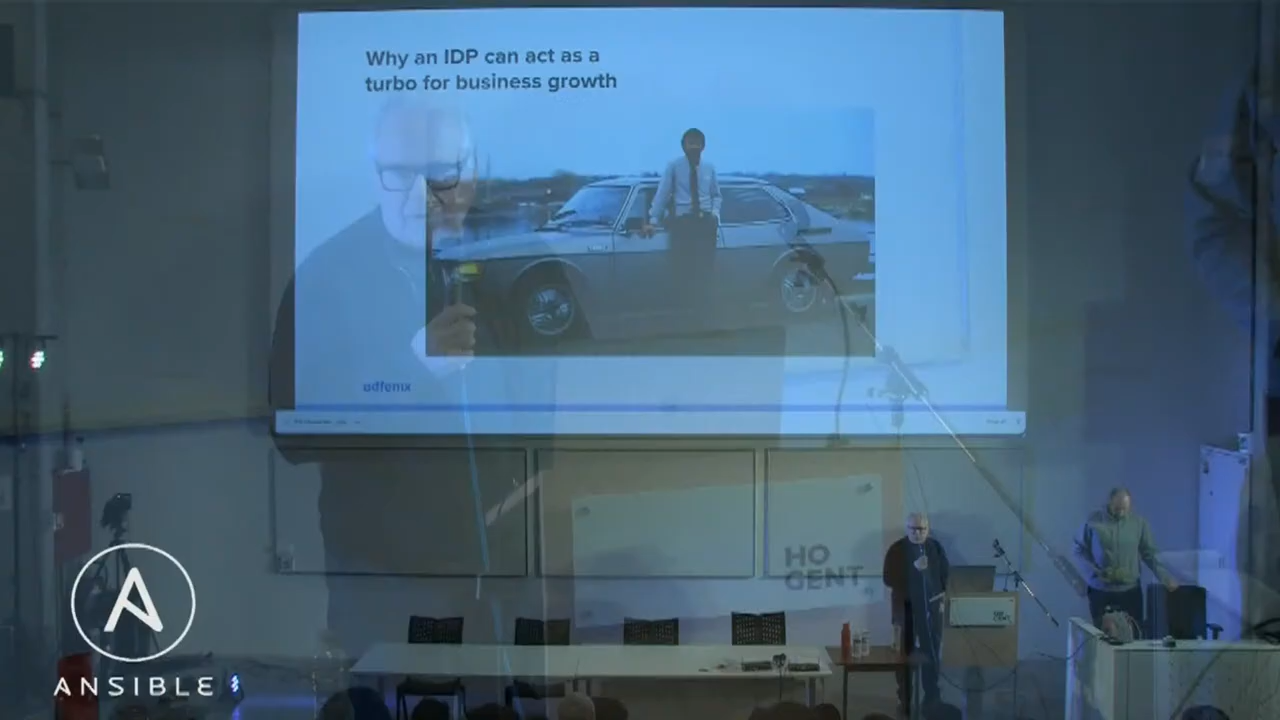 Why an IDP can act as a
turbo for business growth
adfenix
HO
GENT
ANSIBLE